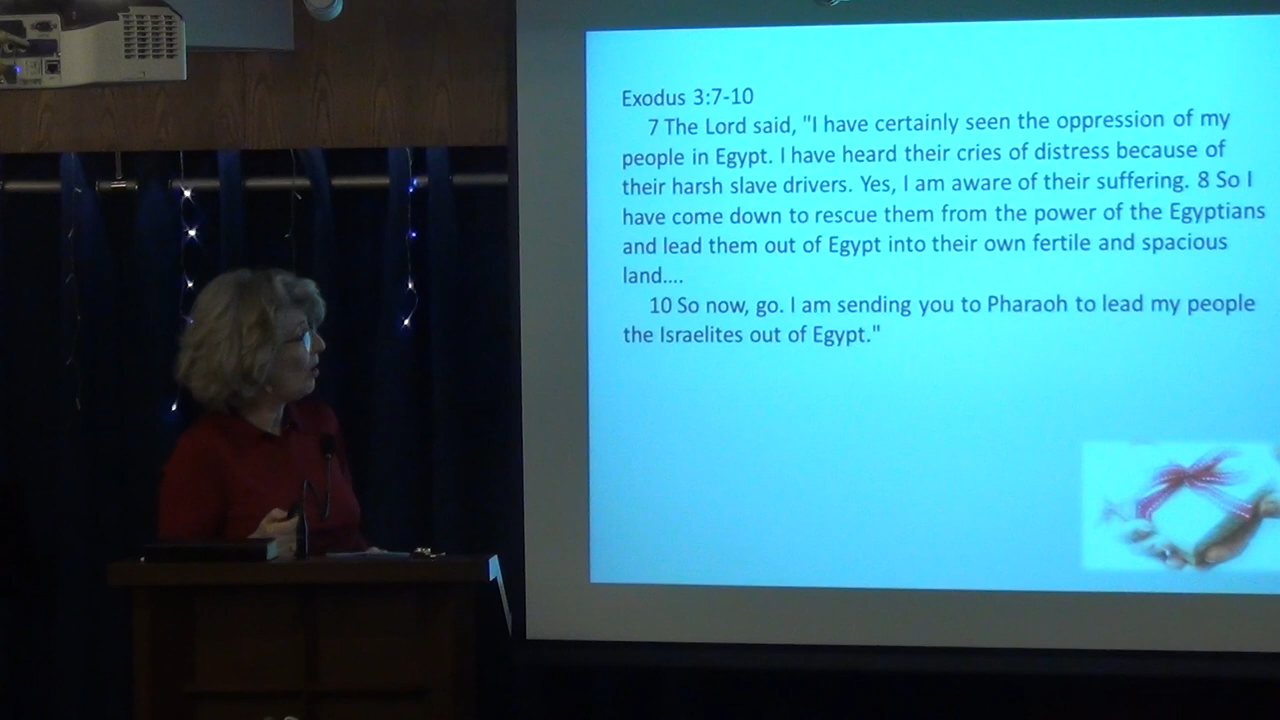 Exodus 3:7-10
7 The Lord said, "I have certainly seen the oppression of my
people in Egypt. I have heard their cries of distress because of
their harsh slave drivers. Yes, I am aware of their suffering. 8 So I
have come down to rescue them from the power of the Egyptians
and lead them out of Egypt into their own fertile and spacious
land....
10 So now, go. I am sending you to Pharaoh to lead my people
the Israelites out of Egypt."